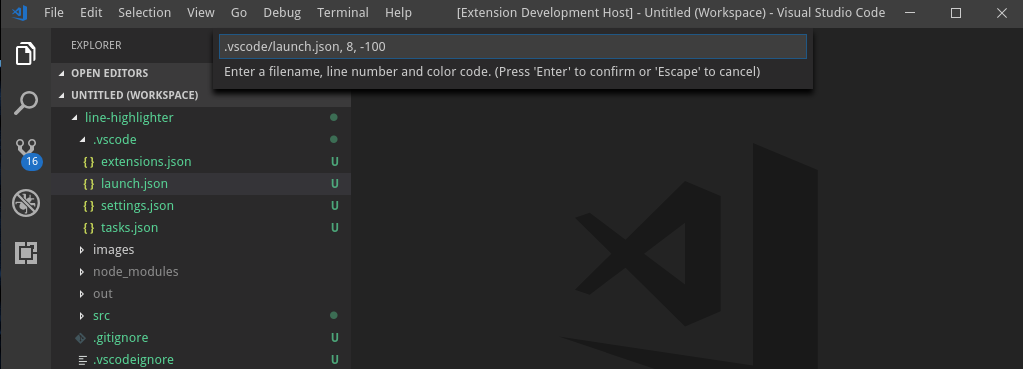 File Edit Selection View Go Debug Terminal Help [Extension Development Host] - Untitled (Workspace) - Visual Studio Code
EXPLORER
.vscode/launch.json, 8, -100
Enter a filename, line number and color code. (Press 'Enter' to confirm or 'Escape' to cancel)
OPEN EDITORS
UNTITLED (WORKSPACE)
line-highlighter
.vscode
{ } extensions.json U
{ } launch.json U
{ } settings.json U
{ } tasks.json U
images
node_modules
out
src
.gitignore U
.vscodeignore U
16